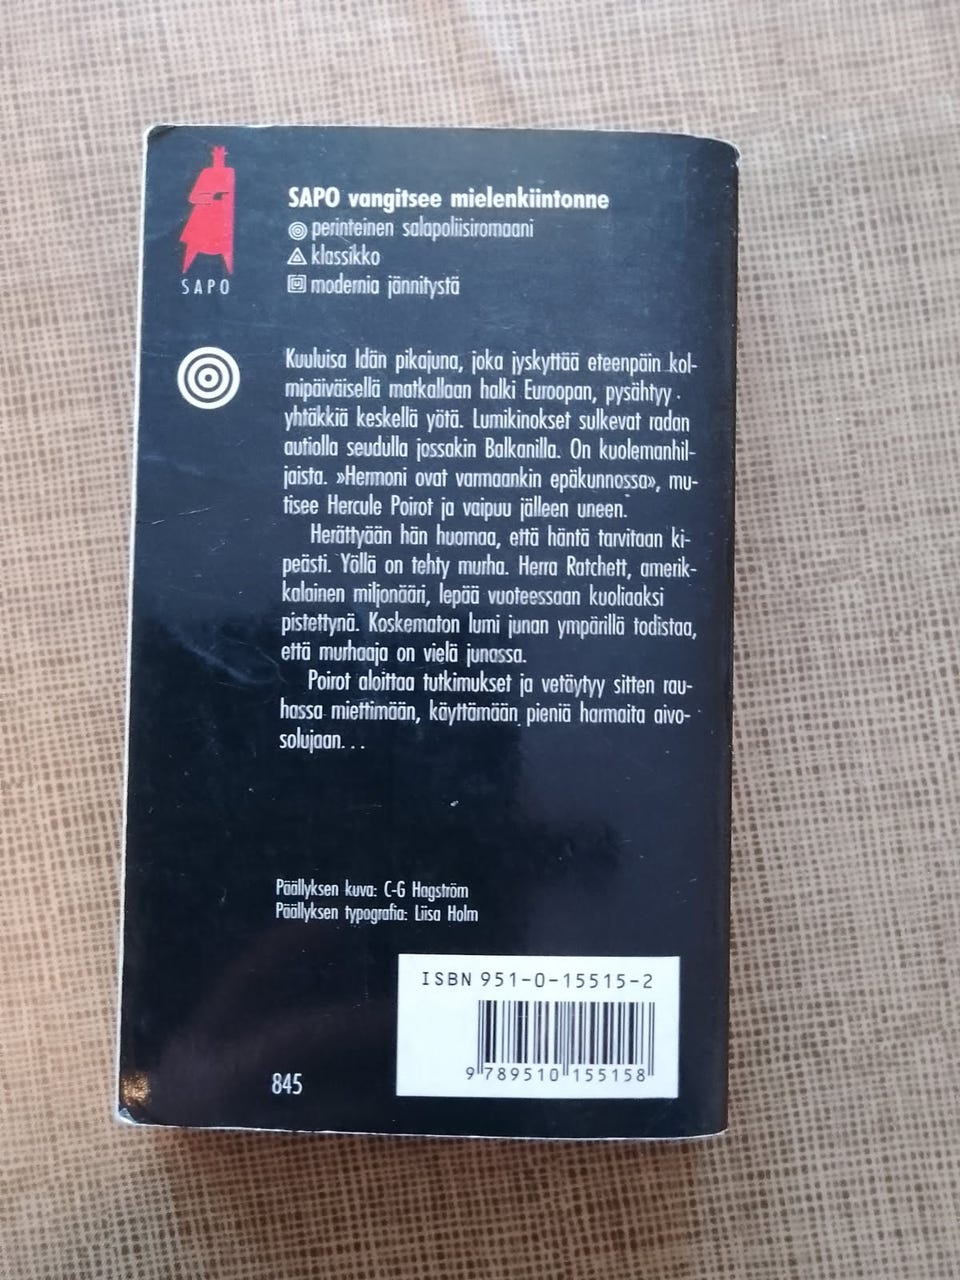 SAPO
SAPO vangitsee mielenkiintonne
perinteinen salapoliisiromaani
klassikko
modernia jännitystä
Kuuluisa Idän pikajuna, joka jyskyttää eteenpäin kol-
mipäiväisellä matkallaan halki Euroopan, pysähtyy
yhtäkkiä keskellä yötä. Lumikinokset sulkevat radan
autiolla seudulla jossakin Balkanilla. On kuolemanhil-
jaista. »Hermoni ovat varmaankin epäkunnossa», mu-
tisee Hercule Poirot ja vaipuu jälleen uneen.
Herättyään hän huomaa, että häntä tarvitaan ki-
peästi. Yöllä on tehty murha. Herra Ratchett, amerik-
kalainen miljonääri, lepää vuoteessaan kuoliaaksi
pistettynä. Koskematon lumi junan ympärillä todistaa,
että murhaaja on vielä junassa.
Poirot aloittaa tutkimukset ja vetäytyy sitten rau-
hassa miettimään, käyttämään pieniä harmaita aivo-
solujaan...
Päällyksen kuva: C-G Hagström
Päällyksen typografia: Liisa Holm
ISBN 951-0-15515-2
9 789510 155158
845